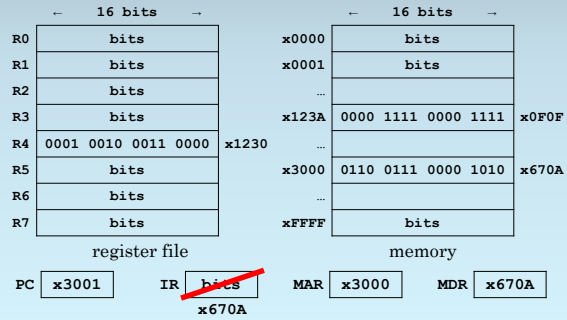 ← 16 bits → ← 16 bits →
R0 bits x0000 bits
R1 bits x0001 bits
R2 bits …
R3 bits x123A 0000 1111 0000 1111 x0F0F
R4 0001 0010 0011 0000 x1230 …
R5 bits x3000 0110 0111 0000 1010 x670A
R6 bits …
R7 bits xFFFF bits
register file memory
PC x3001 IR bits MAR x3000 MDR x670A
x670A